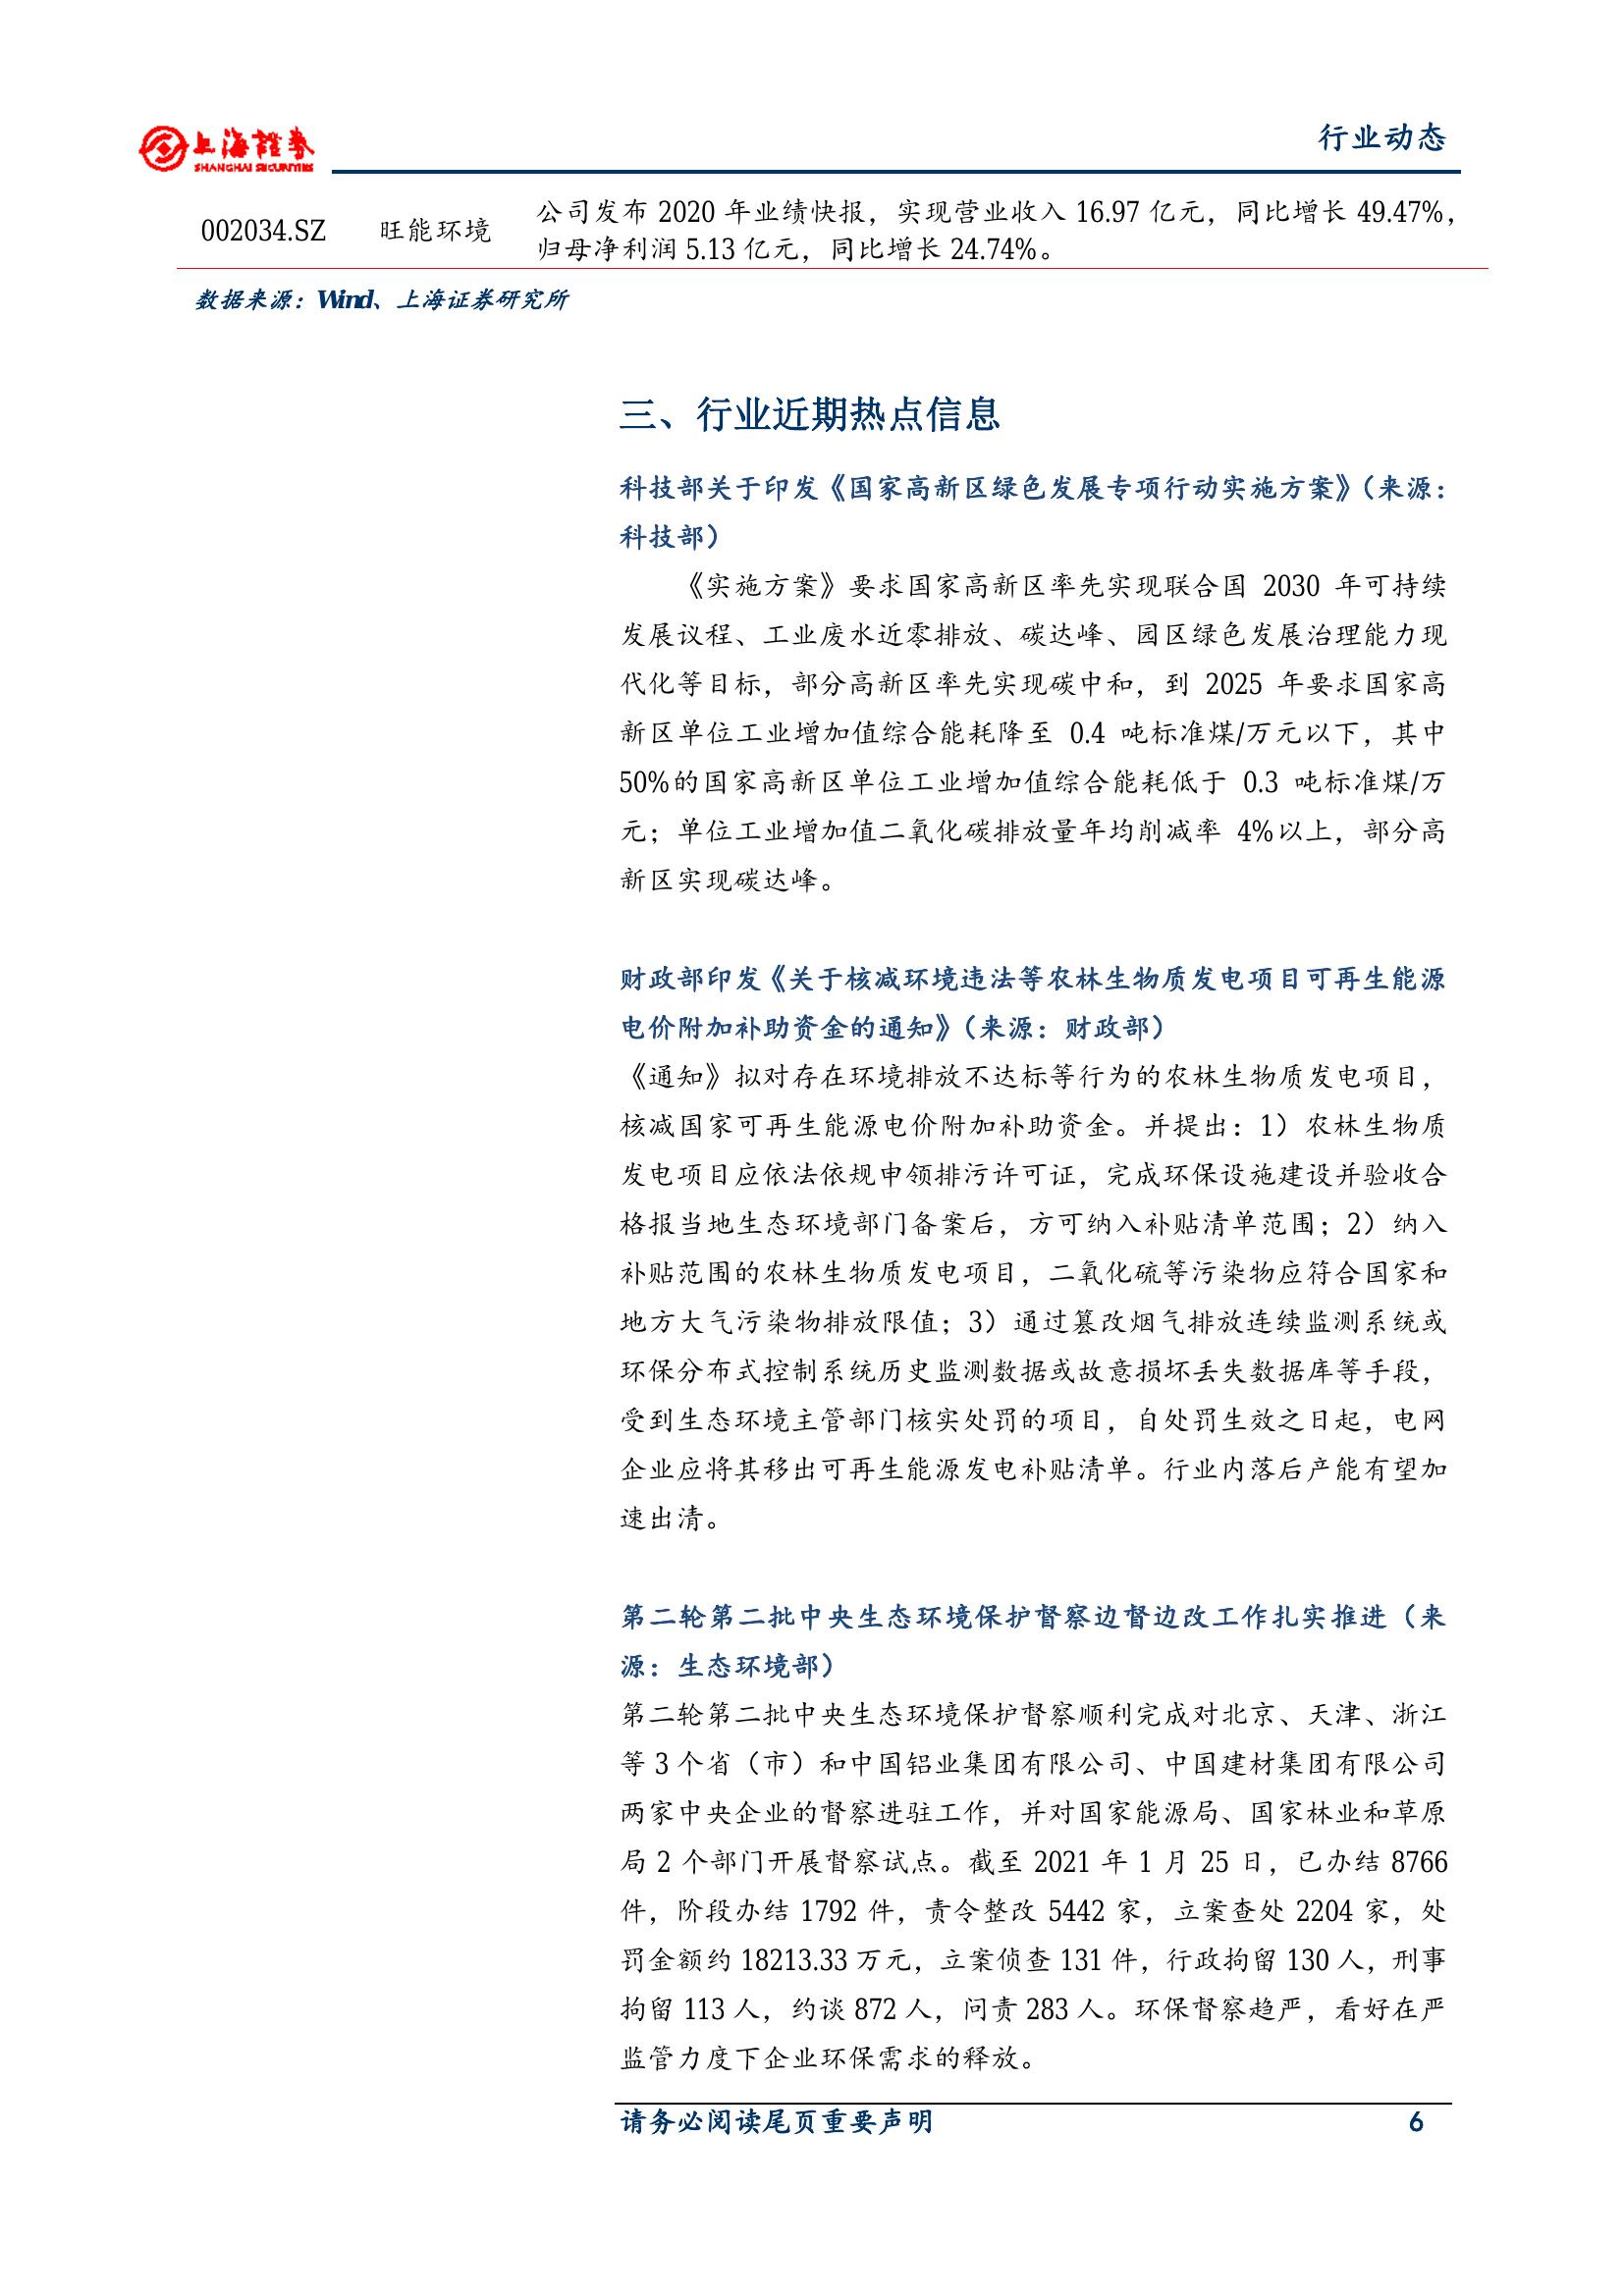 上海證券
SHANGHAI SECURITIES
行业动态
002034.SZ 旺能环境 公司发布 2020 年业绩快报，实现营业收入 16.97 亿元，同比增长 49.47%，
归母净利润 5.13 亿元，同比增长 24.74%。
数据来源：Wind、上海证券研究所
三、行业近期热点信息
科技部关于印发《国家高新区绿色发展专项行动实施方案》（来源：
科技部）
《实施方案》要求国家高新区率先实现联合国 2030 年可持续
发展议程、工业废水近零排放、碳达峰、园区绿色发展治理能力现
代化等目标，部分高新区率先实现碳中和，到 2025 年要求国家高
新区单位工业增加值综合能耗降至 0.4 吨标准煤/万元以下，其中
50%的国家高新区单位工业增加值综合能耗低于 0.3 吨标准煤/万
元；单位工业增加值二氧化碳排放量年均削减率 4%以上，部分高
新区实现碳达峰。
财政部印发《关于核减环境违法等农林生物质发电项目可再生能源
电价附加补助资金的通知》（来源：财政部）
《通知》拟对存在环境排放不达标等行为的农林生物质发电项目，
核减国家可再生能源电价附加补助资金。并提出：1）农林生物质
发电项目应依法依规申领排污许可证，完成环保设施建设并验收合
格报当地生态环境部门备案后，方可纳入补贴清单范围；2）纳入
补贴范围的农林生物质发电项目，二氧化硫等污染物应符合国家和
地方大气污染物排放限值；3）通过篡改烟气排放连续监测系统或
环保分布式控制系统历史监测数据或故意损坏丢失数据库等手段，
受到生态环境主管部门核实处罚的项目，自处罚生效之日起，电网
企业应将其移出可再生能源发电补贴清单。行业内落后产能有望加
速出清。
第二轮第二批中央生态环境保护督察边督边改工作扎实推进（来
源：生态环境部）
第二轮第二批中央生态环境保护督察顺利完成对北京、天津、浙江
等 3 个省（市）和中国铝业集团有限公司、中国建材集团有限公司
两家中央企业的督察进驻工作，并对国家能源局、国家林业和草原
局 2 个部门开展督察试点。截至 2021 年 1 月 25 日，已办结 8766
件，阶段办结 1792 件，责令整改 5442 家，立案查处 2204 家，处
罚金额约 18213.33 万元，立案侦查 131 件，行政拘留 130 人，刑事
拘留 113 人，约谈 872 人，问责 283 人。环保督察趋严，看好在严
监管力度下企业环保需求的释放。
请务必阅读尾页重要声明 6